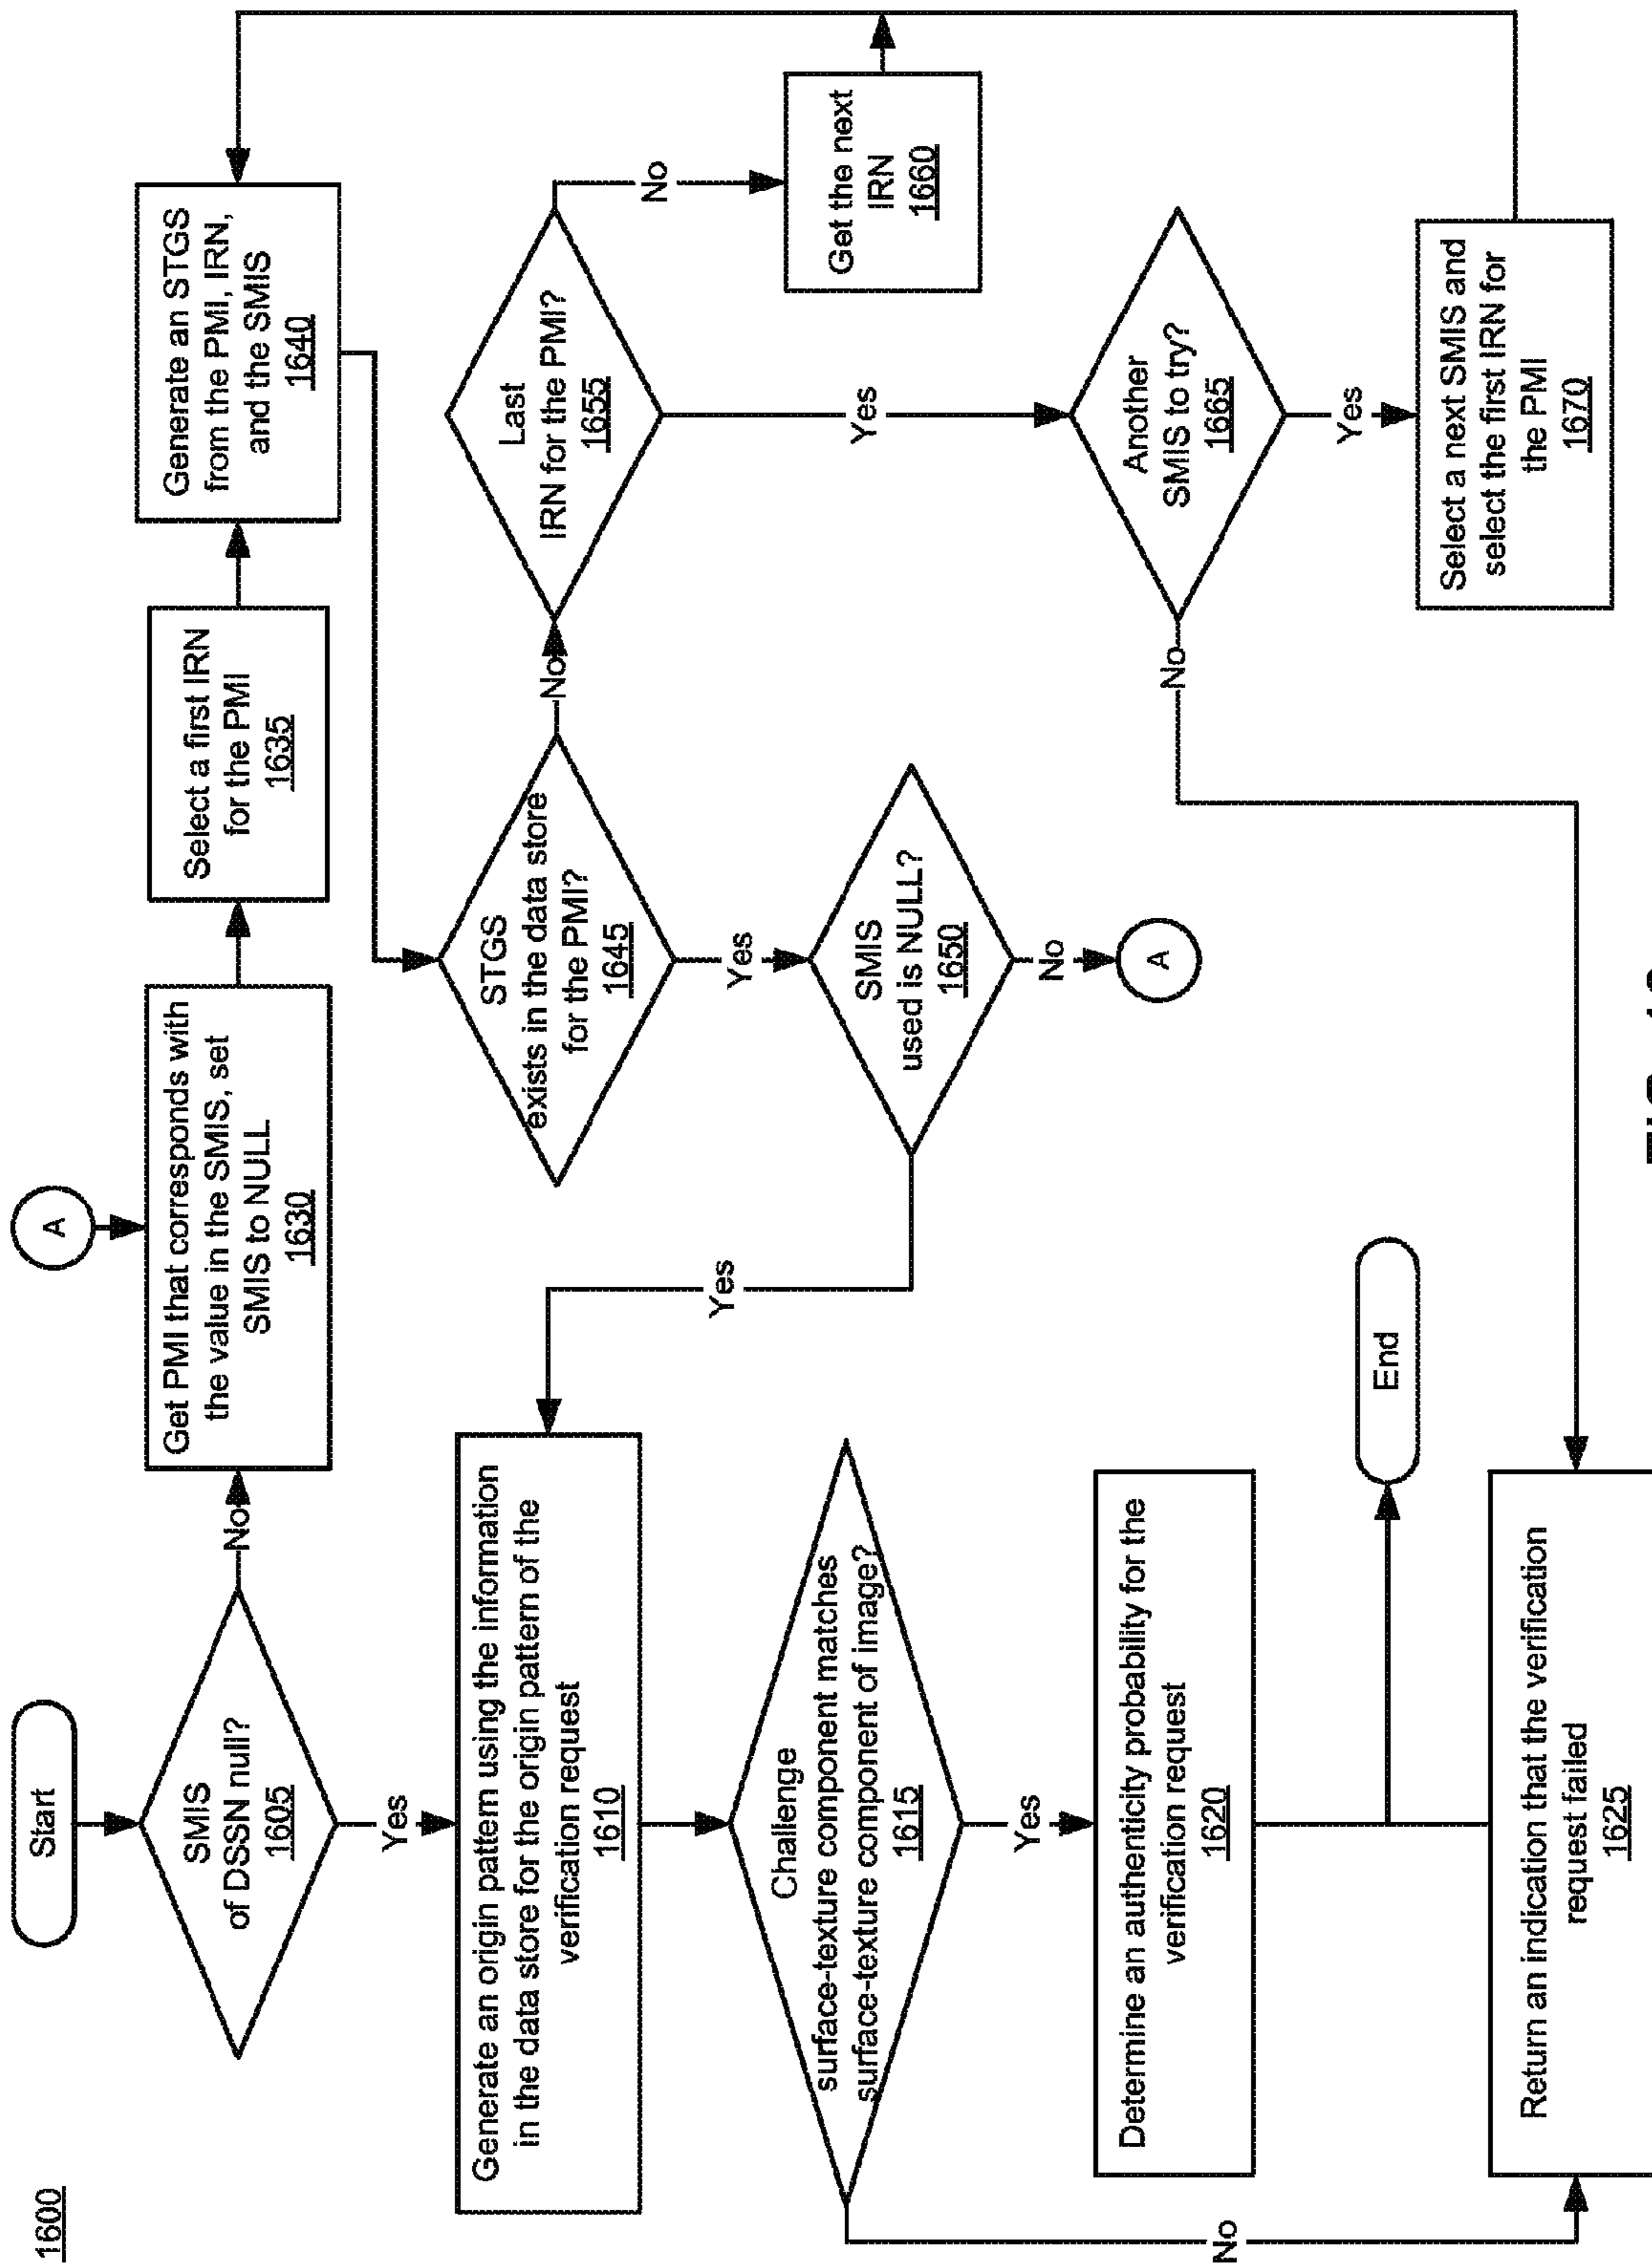 1600
Start
SMIS
of DSSN null?
1605
No
Yes
A
Get PMI that corresponds with
the value in the SMIS, set
SMIS to NULL
1630
Select a first IRN
for the PMI
1635
Generate an STGS
from the PMI, IRN,
and the SMIS
1640
Generate an origin pattern using the information
in the data store for the origin pattern of the
verification request
1610
Yes
STGS
exists in the data store
for the PMI?
1645
No
Yes
Last
IRN for the PMI?
1655
No
Yes
Get the next
IRN
1660
Challenge
surface-texture component matches
surface-texture component of image?
1615
Yes
No
SMIS
used is NULL?
1650
No
A
Another
SMIS to try?
1665
No
Yes
Determine an authenticity probability for the
verification request
1620
End
Select a next SMIS and
select the first IRN for
the PMI
1670
Return an indication that the verification
request failed
1625